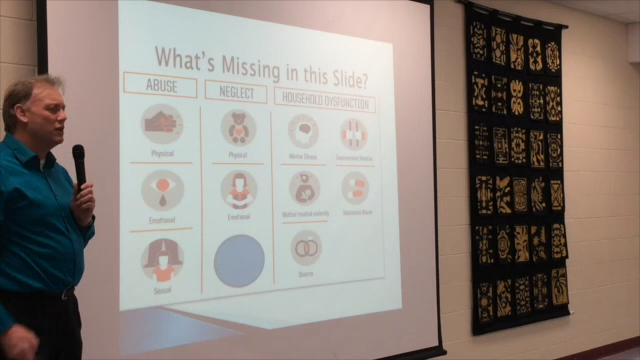 What's Missing in this Slide?
ABUSE NEGLECT HOUSEHOLD DYSFUNCTION
Physical Physical Mental Illness Incarcerated Relative
Emotional Emotional Mother treated violently Substance Abuse
Sexual Divorce